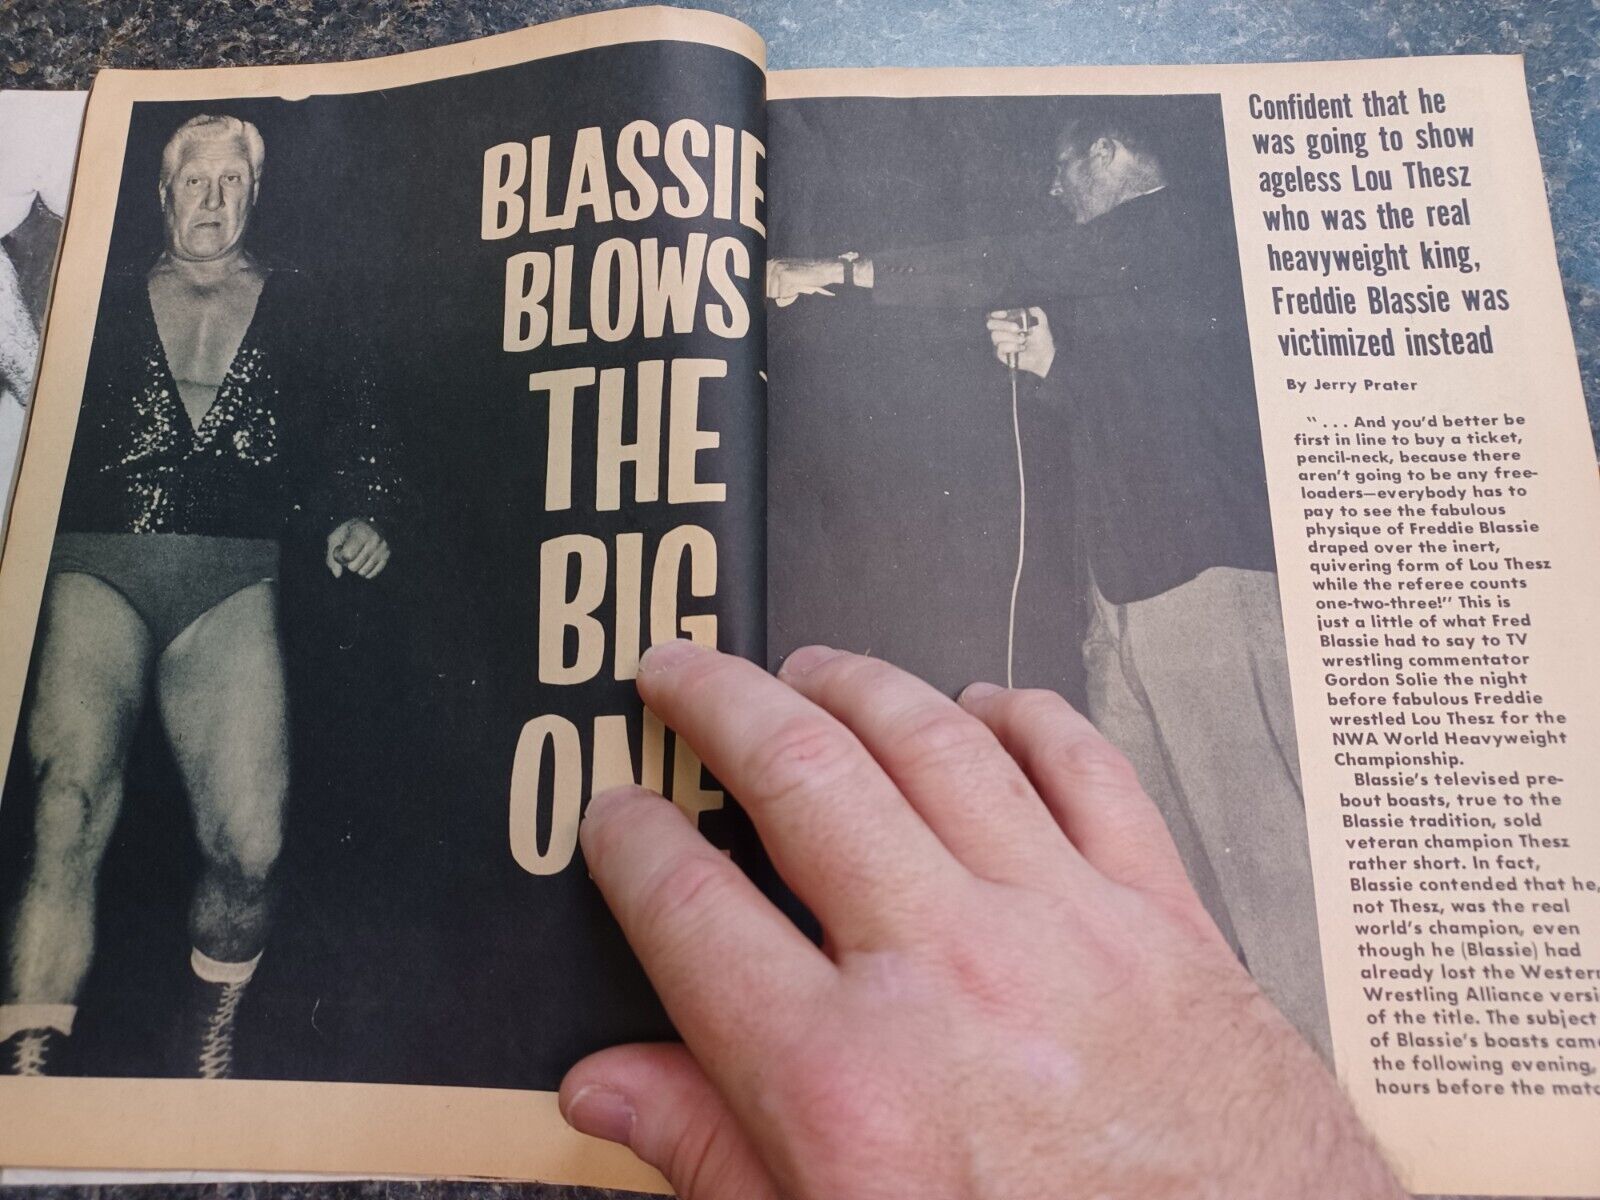 BLASSIE
BLOWS
THE
BIG
ONE
Confident that he
was going to show
ageless Lou Thesz
who was the real
heavyweight king,
Freddie Blassie was
victimized instead
By Jerry Prater
"... And you'd better be
first in line to buy a ticket,
pencil-neck, because there
aren't going to be any free-
loaders—everybody has to
pay to see the fabulous
physique of Freddie Blassie
draped over the inert,
quivering form of Lou Thesz
while the referee counts
one-two-three!" This is
just a little of what Fred
Blassie had to say to TV
wrestling commentator
Gordon Solie the night
before fabulous Freddie
wrestled Lou Thesz for the
NWA World Heavyweight
Championship.
Blassie's televised pre-
bout boasts, true to the
Blassie tradition, sold
veteran champion Thesz
rather short. In fact,
Blassie contended that he,
not Thesz, was the real
world's champion, even
though he (Blassie) had
already lost the Western
Wrestling Alliance versi
of the title. The subject
of Blassie's boasts cam
the following evening,
hours before the matc